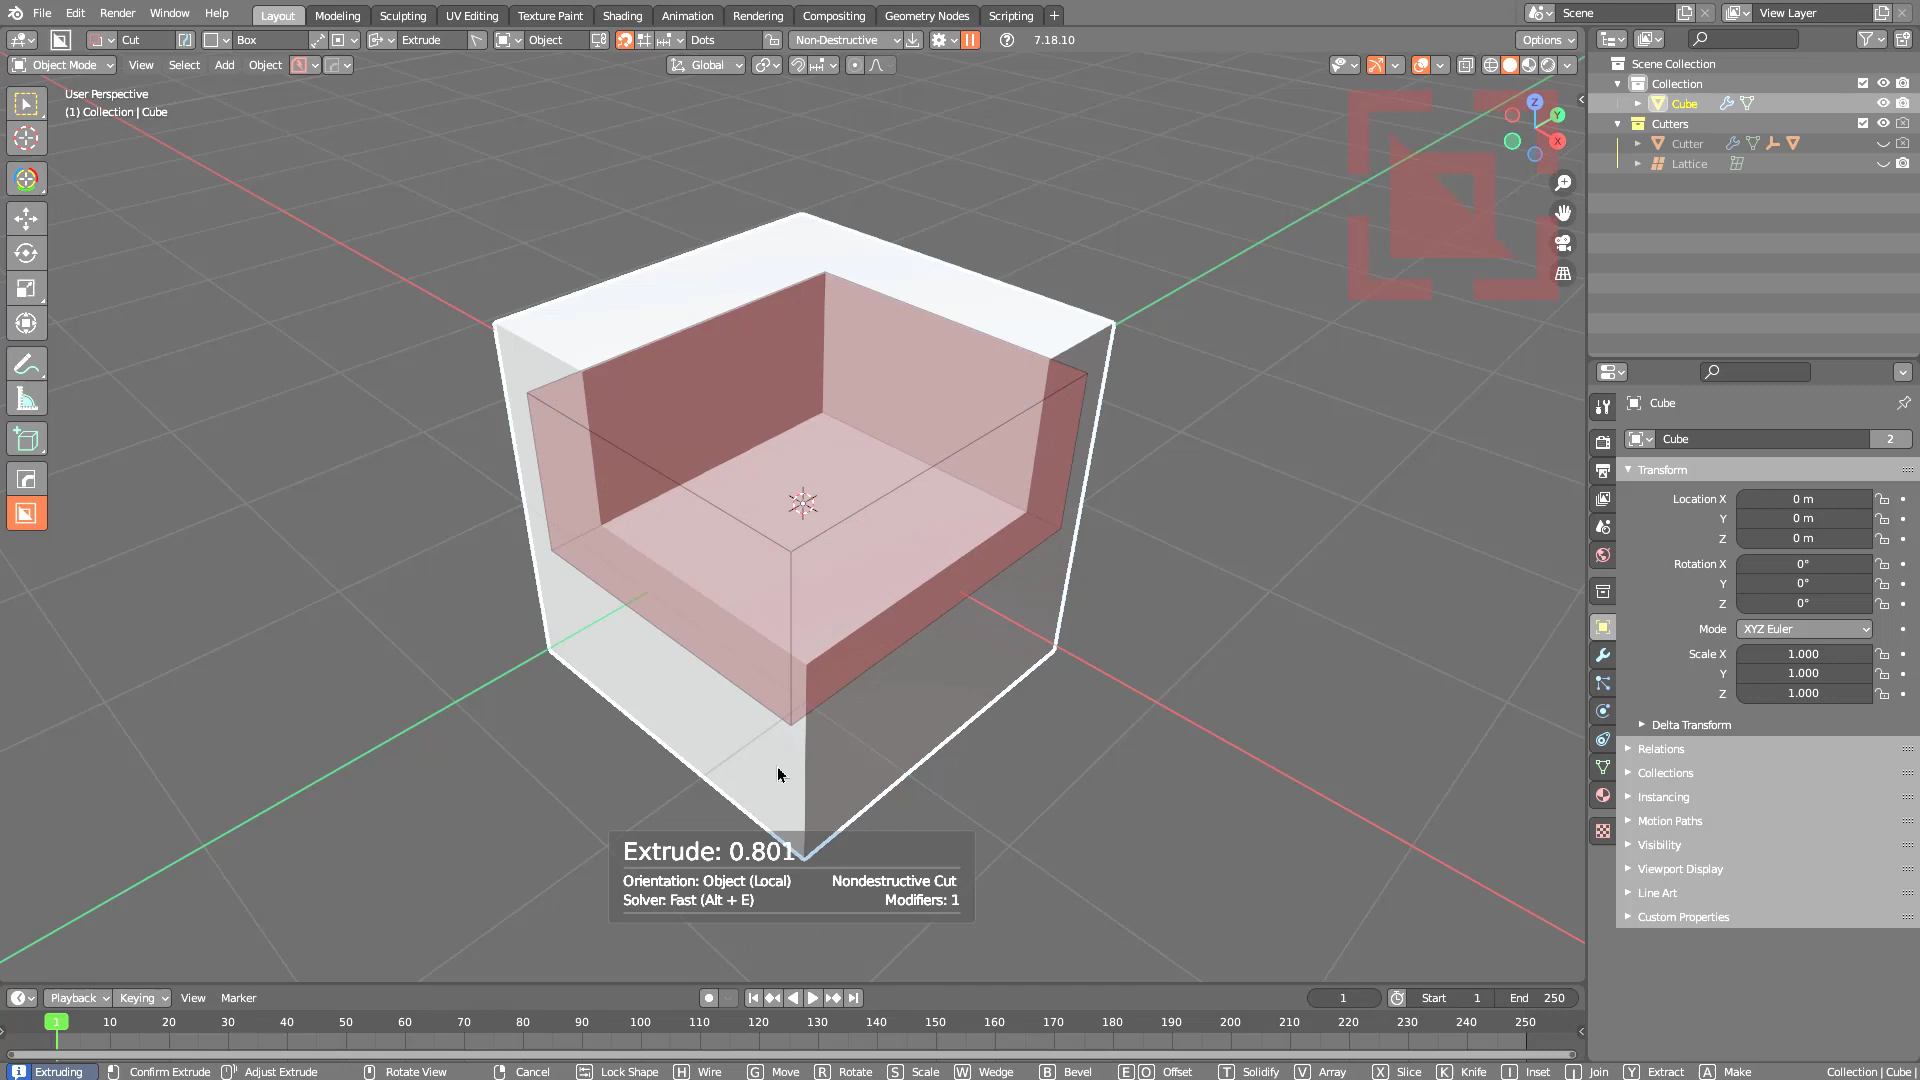 File Edit Render Window Help Layout Modeling Sculpting UV Editing Texture Paint Shading Animation Rendering Compositing Geometry Nodes Scripting + Scene View Layer
Cut Box Extrude Object Dots Non-Destructive 7.18.10 Options
Object Mode View Select Add Object Global
User Perspective
(1) Collection | Cube
Z
Y
X
Scene Collection
Collection
Cube
Cutters
Cutter
Lattice
Cube
Cube 2
Transform
Location X 0 m
Y 0 m
Z 0 m
Rotation X 0°
Y 0°
Z 0°
Mode XYZ Euler
Scale X 1.000
Y 1.000
Z 1.000
Delta Transform
Relations
Collections
Instancing
Motion Paths
Visibility
Viewport Display
Line Art
Custom Properties
Extrude: 0.801
Orientation: Object (Local) Nondestructive Cut
Solver: Fast (Alt + E) Modifiers: 1
Playback Keying View Marker 1 Start 1 End 250
1 10 20 30 40 50 60 70 80 90 100 110 120 130 140 150 160 170 180 190 200 210 220 230 240 250
Extruding Confirm Extrude Adjust Extrude Rotate View Cancel Lock Shape H Wire G Move R Rotate S Scale W Wedge B Bevel E O Offset T Solidify V Array X Slice K Knife I Inset J Join Y Extract A Make Collection | Cube |